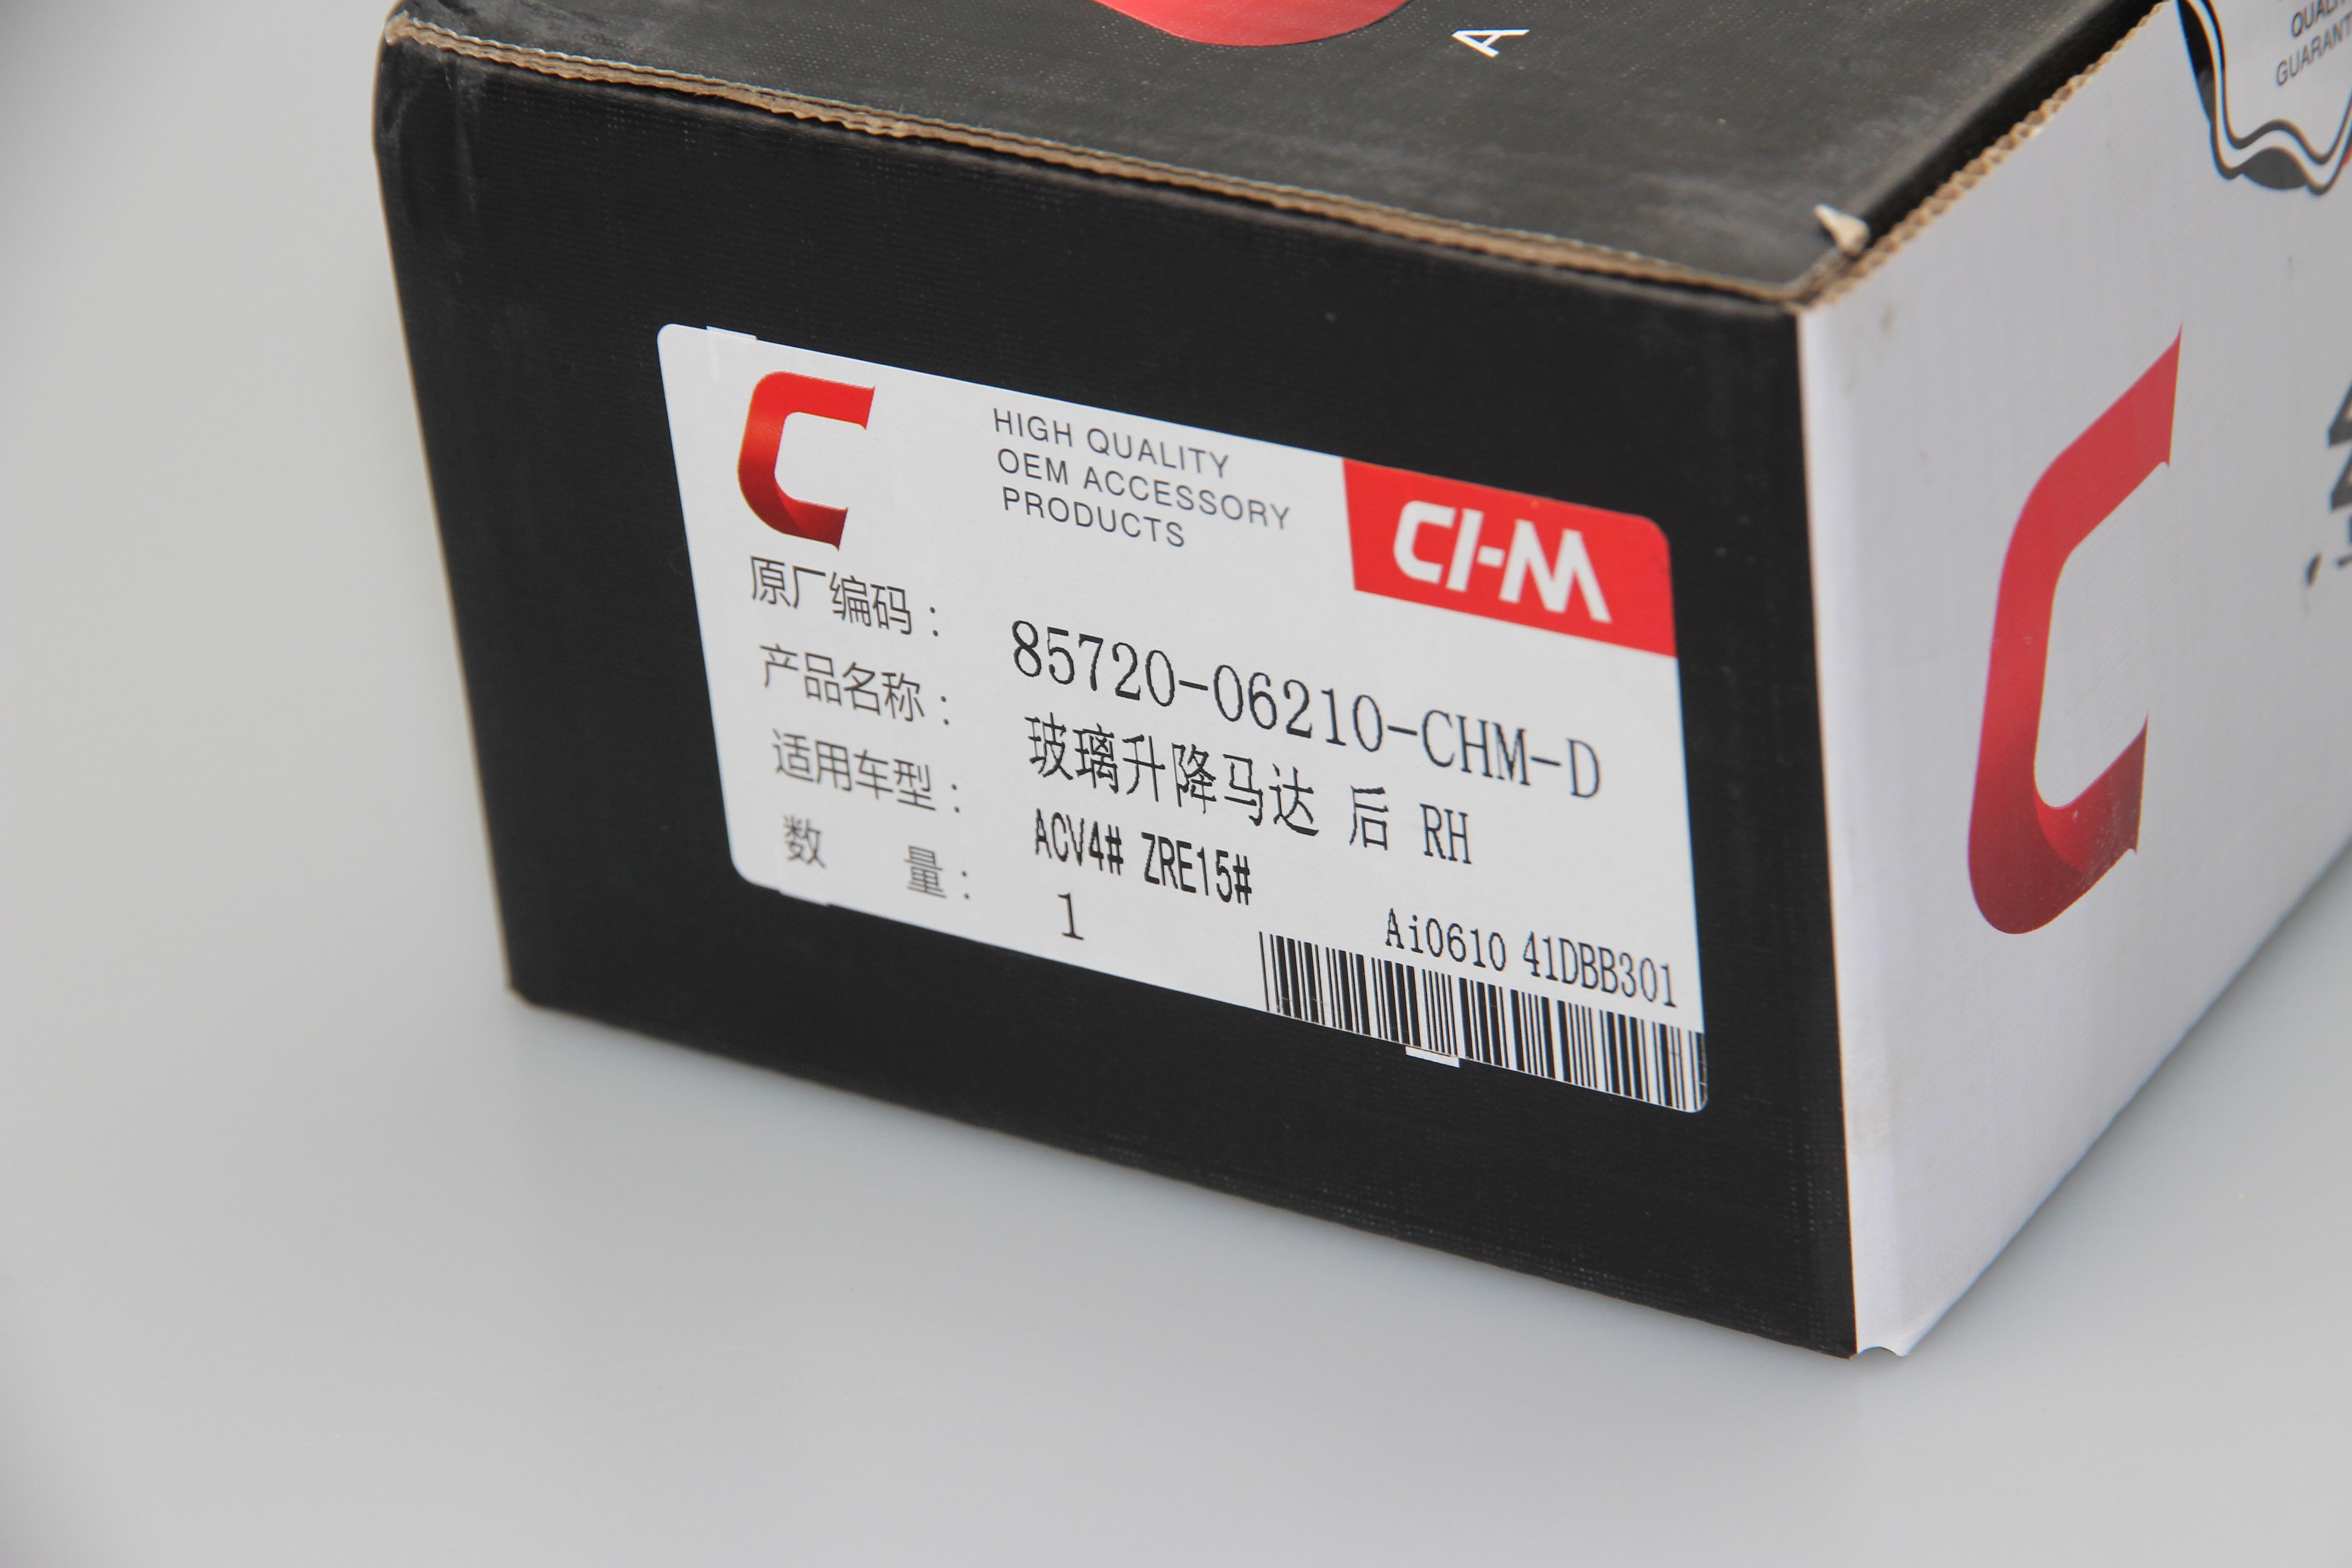 A
HIGH QUALITY
OEM ACCESSORY
PRODUCTS
CHM
原厂编码： 85720-06210-CHM-D
产品名称： 玻璃升降马达 后 RH
适用车型： ACV4# ZRE15#
数 量： 1
Ai0610 41DBB301